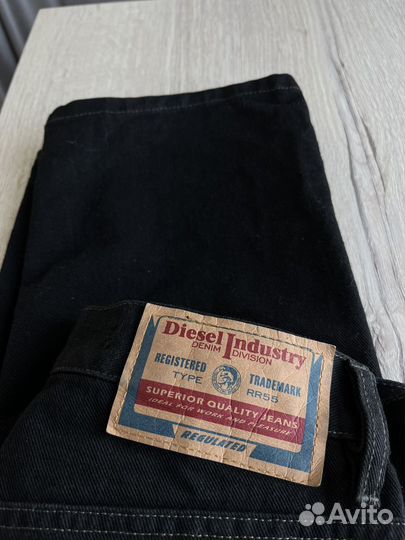 Diesel Industry
DENIM DIVISION
REGISTERED TRADEMARK
TYPE RR55
SUPERIOR QUALITY JEANS
IDEAL FOR WORK AND PLEASURE
REGULATED
Avito